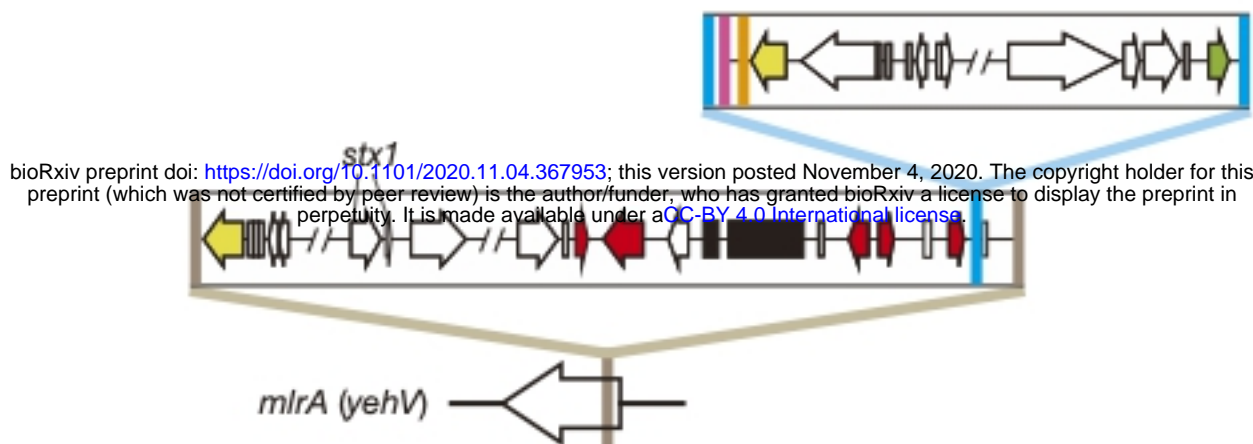 stx1
bioRxiv preprint doi: https://doi.org/10.1101/2020.11.04.367953; this version posted November 4, 2020. The copyright holder for this
preprint (which was not certified by peer review) is the author/funder, who has granted bioRxiv a license to display the preprint in
perpetuity. It is made available under aCC-BY 4.0 International license.
mlrA (yehV)